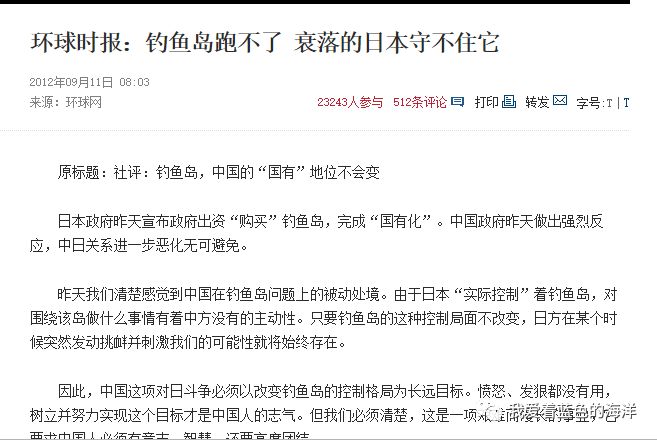 环球时报：钓鱼岛跑不了 衰落的日本守不住它
2012年09月11日 08:03
来源：环球网
23243人参与 512条评论 打印 转发 字号:T|T
原标题：社评：钓鱼岛，中国的“国有”地位不会变
日本政府昨天宣布政府出资“购买”钓鱼岛，完成“国有化”。中国政府昨天做出强烈反
应，中日关系进一步恶化无可避免。
昨天我们清楚感觉到中国在钓鱼岛问题上的被动处境。由于日本“实际控制”着钓鱼岛，对
围绕该岛做什么事情有着中方没有的主动性。只要钓鱼岛的这种控制局面不改变，日方在某个时
候突然发动挑衅并刺激我们的可能性就将始终存在。
因此，中国这项对日斗争必须以改变钓鱼岛的控制格局为长远目标。愤怒、发狠都没有用，
树立并努力实现这个目标才是中国人的志气。但我们必须清楚，这是一项难
我爱着蓝色的海洋
要求中国人必须有意志、智慧，还要高度团结